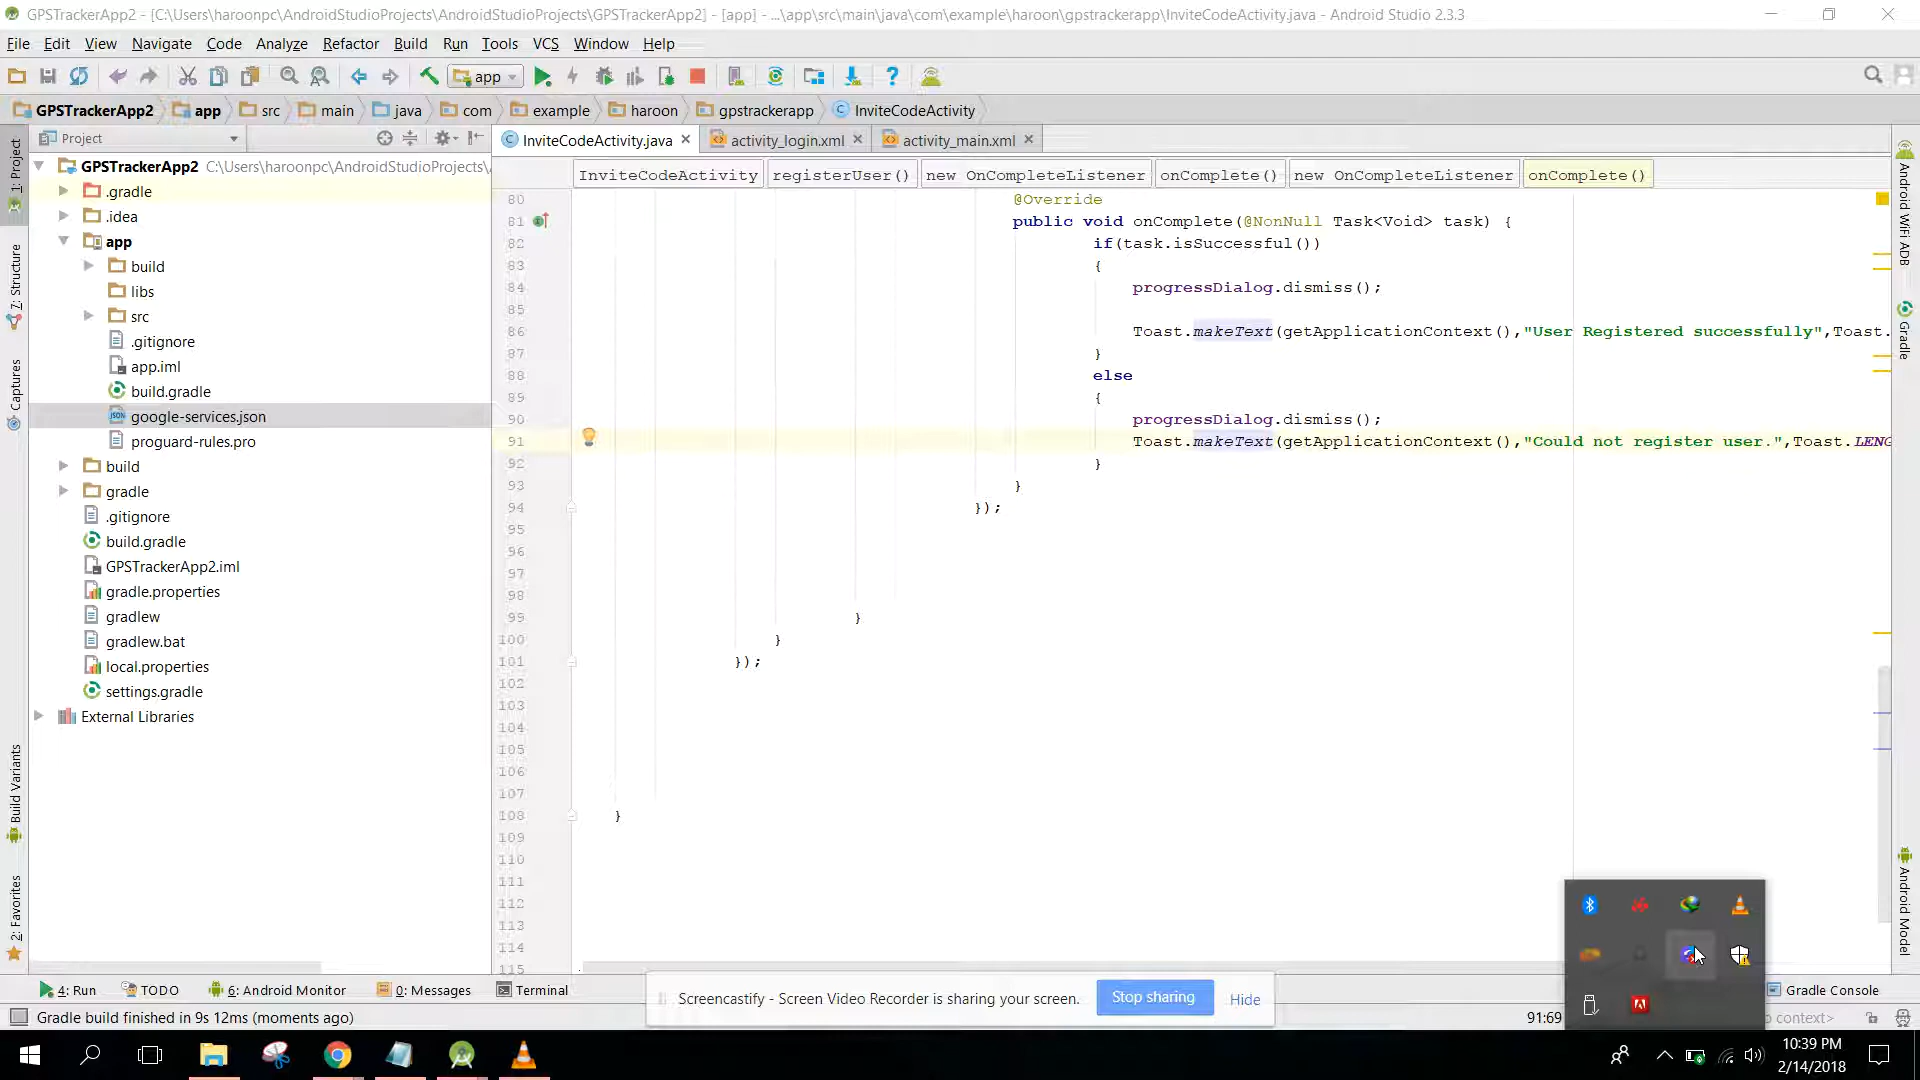 GPSTrackerApp2 - [C:\Users\haroonpc\AndroidStudioProjects\AndroidStudioProjects\GPSTrackerApp2] - [app] - ...\app\src\main\java\com\example\haroon\gpstrackerapp\InviteCodeActivity.java - Android Studio 2.3.3
File Edit View Navigate Code Analyze Refactor Build Run Tools VCS Window Help
app
GPSTrackerApp2 app src main java com example haroon gpstrackerapp InviteCodeActivity
1: Project
7: Structure
Captures
Build Variants
2: Favorites
Project
GPSTrackerApp2 C:\Users\haroonpc\AndroidStudioProjects\
.gradle
.idea
app
build
libs
src
.gitignore
app.iml
build.gradle
google-services.json
proguard-rules.pro
build
gradle
.gitignore
build.gradle
GPSTrackerApp2.iml
gradle.properties
gradlew
gradlew.bat
local.properties
settings.gradle
External Libraries
InviteCodeActivity.java activity_login.xml activity_main.xml
InviteCodeActivity registerUser() new OnCompleteListener onComplete() new OnCompleteListener onComplete()
80 @Override
81 public void onComplete(@NonNull Task<Void> task) {
82 if(task.isSuccessful())
83 {
84 progressDialog.dismiss();
85
86 Toast.makeText(getApplicationContext(),"User Registered successfully",Toast.
87 }
88 else
89 {
90 progressDialog.dismiss();
91 Toast.makeText(getApplicationContext(),"Could not register user.",Toast.LENG
92 }
93 }
94 });
95
96
97
98
99 }
100 }
101 });
102
103
104
105
106
107
108 }
109
110
111
112
113
114
115
Android WiFi ADB
Gradle
Android Model
4: Run TODO 6: Android Monitor 0: Messages Terminal
Screencastify - Screen Video Recorder is sharing your screen. Stop sharing Hide
Gradle Console
Gradle build finished in 9s 12ms (moments ago)
91:69
context>
10:39 PM
2/14/2018